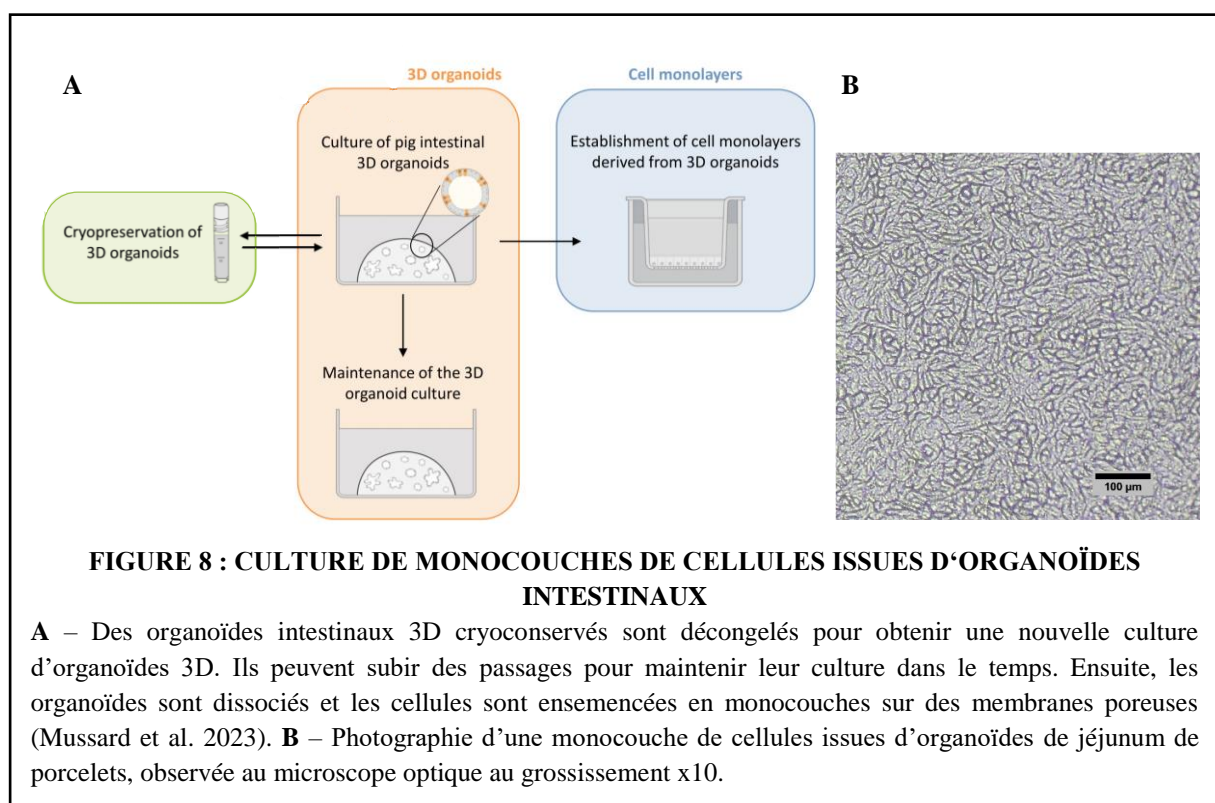 A
3D organoids
Cell monolayers
B
Culture of pig intestinal
3D organoids
Establishment of cell monolayers
derived from 3D organoids
Cryopreservation of
3D organoids
Maintenance of the 3D
organoid culture
100 µm
FIGURE 8 : CULTURE DE MONOCOUCHES DE CELLULES ISSUES D‘ORGANOÏDES
INTESTINAUX
A – Des organoïdes intestinaux 3D cryoconservés sont décongelés pour obtenir une nouvelle culture
d’organoïdes 3D. Ils peuvent subir des passages pour maintenir leur culture dans le temps. Ensuite, les
organoïdes sont dissociés et les cellules sont ensemencées en monocouches sur des membranes poreuses
(Mussard et al. 2023). B – Photographie d’une monocouche de cellules issues d’organoïdes de jéjunum de
porcelets, observée au microscope optique au grossissement x10.